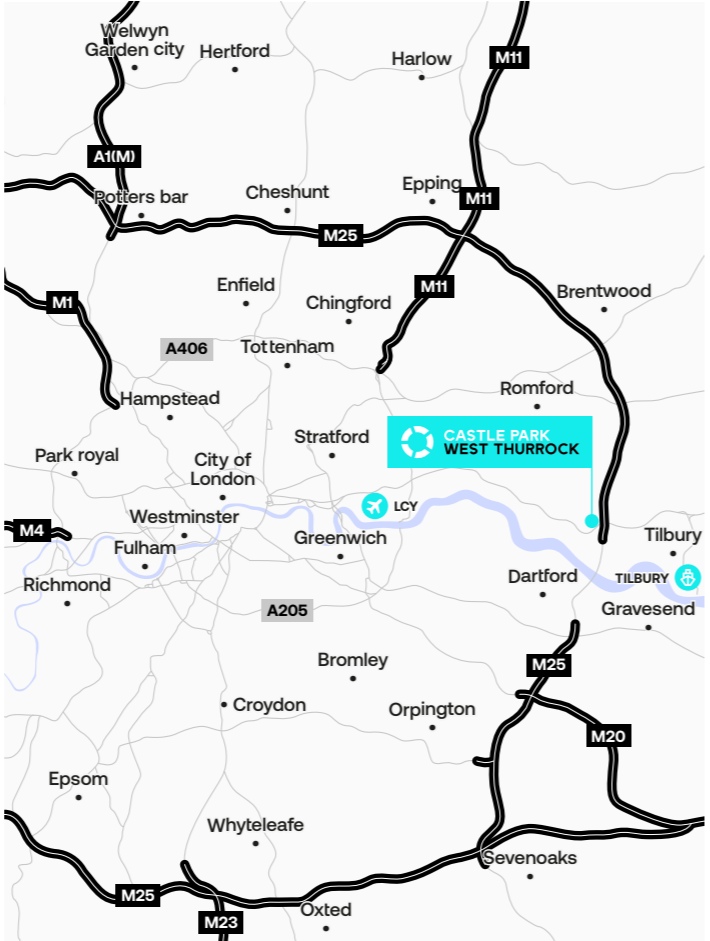 Welwyn
Garden city
Hertford
Harlow
M11
A1(M)
Potters bar
Cheshunt
Epping
M11
M25
Enfield
M11
Brentwood
M1
Chingford
A406
Tottenham
Hampstead
Romford
Stratford
CASTLE PARK
WEST THURROCK
Park royal
City of
London
LCY
Westminster
M4
Greenwich
Tilbury
Fulham
Richmond
Dartford
TILBURY
A205
Gravesend
Bromley
M25
Croydon
Orpington
M20
Epsom
Whyteleafe
Sevenoaks
M25
Oxted
M23